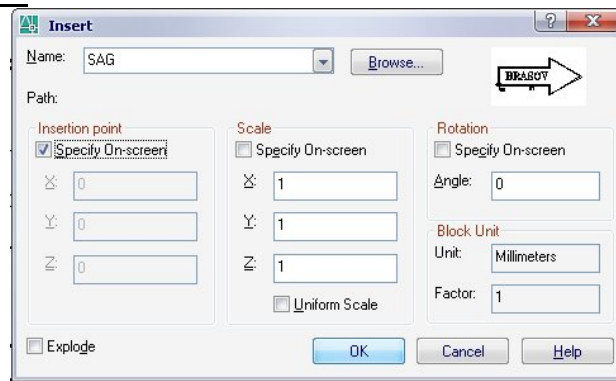 Insert
Name: SAG Browse...
BRASOV
Path:
Insertion point
Specify On-screen
X: 0
Y: 0
Z: 0
Scale
Specify On-screen
X: 1
Y: 1
Z: 1
Uniform Scale
Rotation
Specify On-screen
Angle: 0
Block Unit
Unit: Millimeters
Factor: 1
Explode
OK Cancel Help